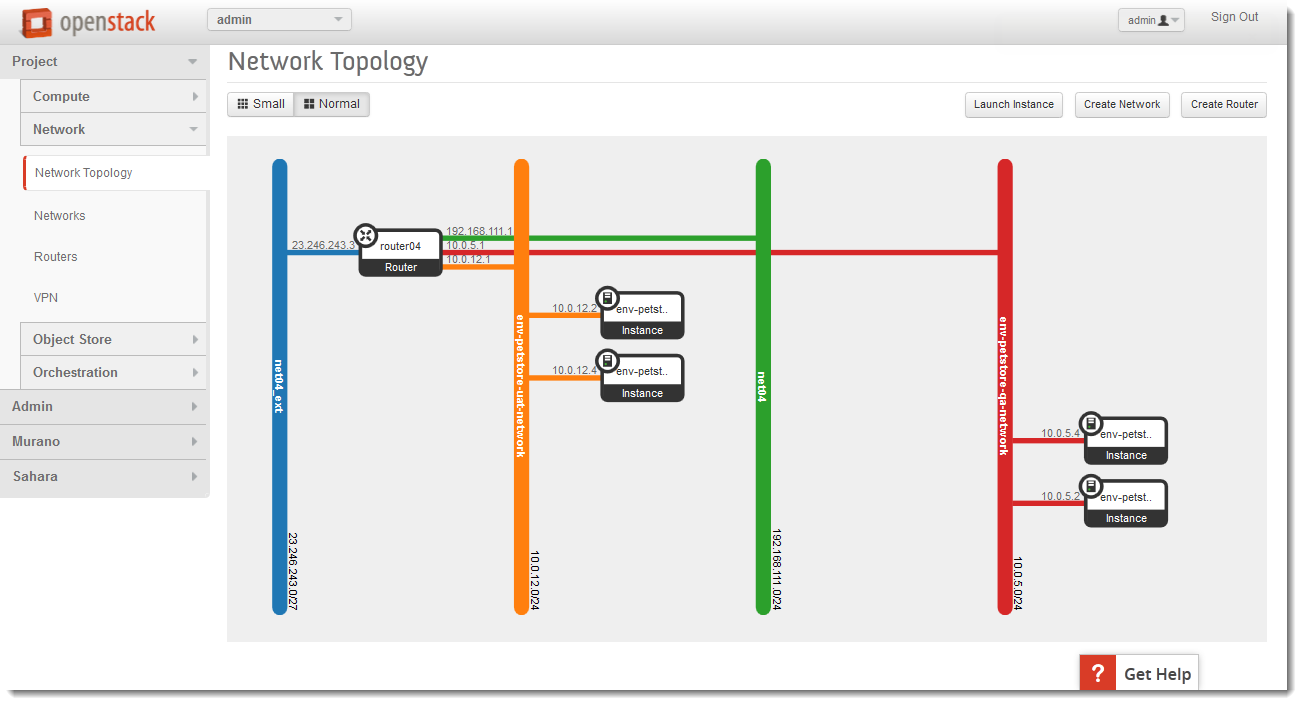 openstack
admin
admin
Sign Out
Project
Compute
Network
Network Topology
Networks
Routers
VPN
Object Store
Orchestration
Admin
Murano
Sahara
Network Topology
Small
Normal
Launch Instance
Create Network
Create Router
net04_ext
23.246.243.0/27
23.246.243.3
router04
Router
192.168.111.1
10.0.5.1
10.0.12.1
env-petstore-uat-network
10.0.12.0/24
10.0.12.2
env-petst..
Instance
10.0.12.4
env-petst..
Instance
net04
192.168.111.0/24
env-petstore-qa-network
10.0.5.0/24
10.0.5.4
env-petst..
Instance
10.0.5.2
env-petst..
Instance
? Get Help